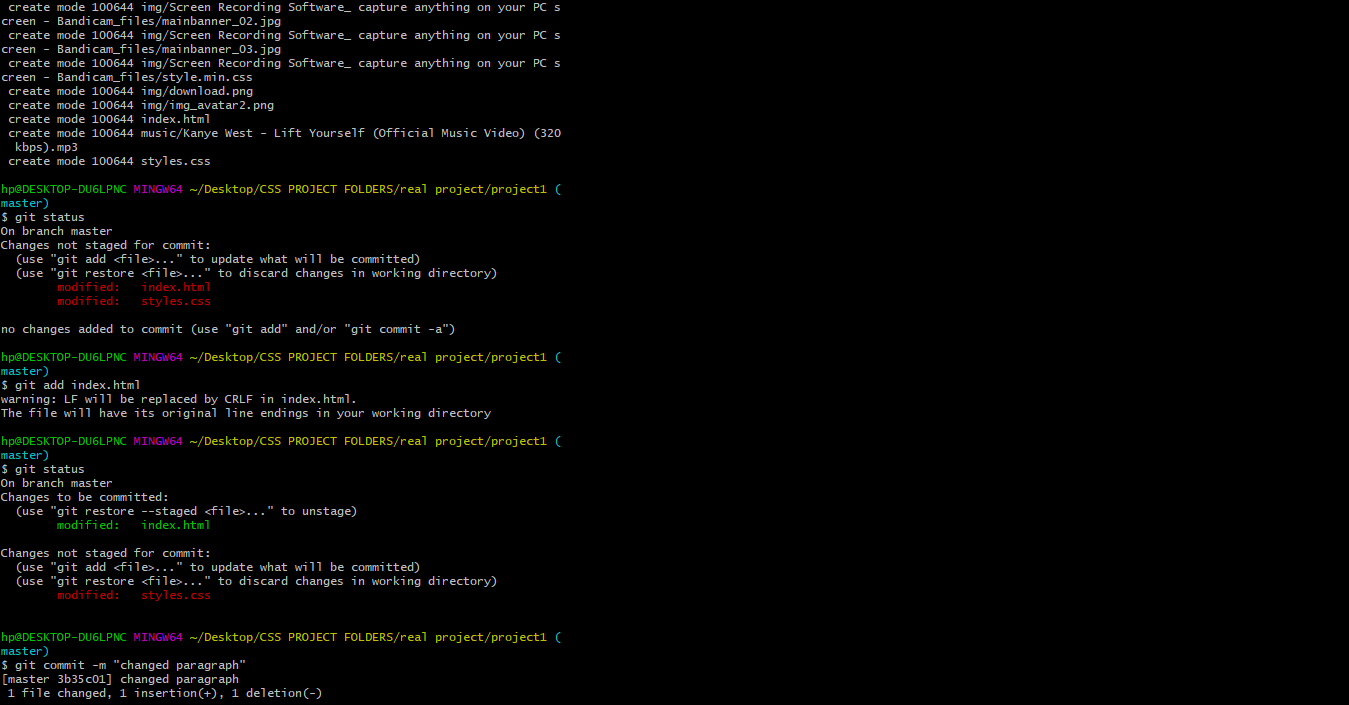 create mode 100644 img/Screen Recording Software_ capture anything on your PC s
creen - Bandicam_files/mainbanner_02.jpg
create mode 100644 img/Screen Recording Software_ capture anything on your PC s
creen - Bandicam_files/mainbanner_03.jpg
create mode 100644 img/Screen Recording Software_ capture anything on your PC s
creen - Bandicam_files/style.min.css
create mode 100644 img/download.png
create mode 100644 img/img_avatar2.png
create mode 100644 index.html
create mode 100644 music/Kanye West - Lift Yourself (Official Music Video) (320
kbps).mp3
create mode 100644 styles.css
hp@DESKTOP-DU6LPNC MINGW64 ~/Desktop/CSS PROJECT FOLDERS/real project/project1 (
master)
$ git status
On branch master
Changes not staged for commit:
(use "git add <file>..." to update what will be committed)
(use "git restore <file>..." to discard changes in working directory)
modified:   index.html
modified:   styles.css
no changes added to commit (use "git add" and/or "git commit -a")
hp@DESKTOP-DU6LPNC MINGW64 ~/Desktop/CSS PROJECT FOLDERS/real project/project1 (
master)
$ git add index.html
warning: LF will be replaced by CRLF in index.html.
The file will have its original line endings in your working directory
hp@DESKTOP-DU6LPNC MINGW64 ~/Desktop/CSS PROJECT FOLDERS/real project/project1 (
master)
$ git status
On branch master
Changes to be committed:
(use "git restore --staged <file>..." to unstage)
modified:   index.html
Changes not staged for commit:
(use "git add <file>..." to update what will be committed)
(use "git restore <file>..." to discard changes in working directory)
modified:   styles.css
hp@DESKTOP-DU6LPNC MINGW64 ~/Desktop/CSS PROJECT FOLDERS/real project/project1 (
master)
$ git commit -m "changed paragraph"
[master 3b35c01] changed paragraph
1 file changed, 1 insertion(+), 1 deletion(-)